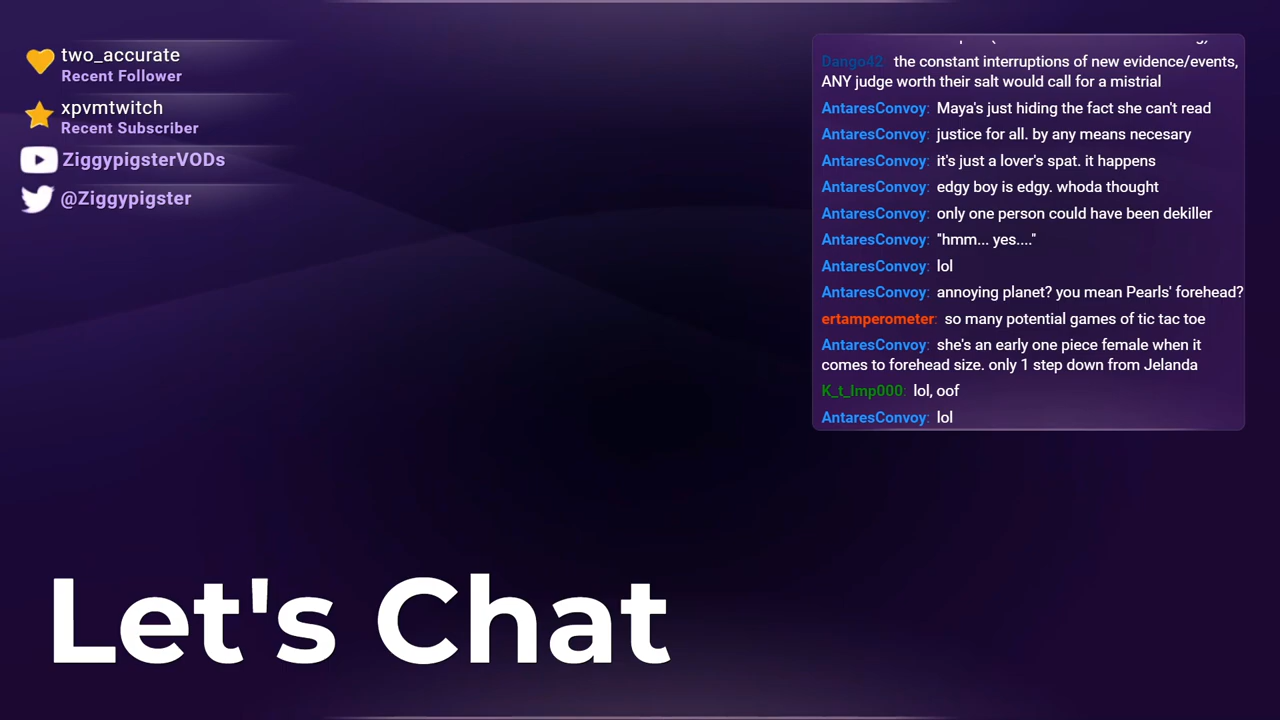 two_accurate
Recent Follower
xpvmtwitch
Recent Subscriber
ZiggypigsterVODs
@Ziggypigster
Dango42: the constant interruptions of new evidence/events,
ANY judge worth their salt would call for a mistrial
AntaresConvoy: Maya's just hiding the fact she can't read
AntaresConvoy: justice for all. by any means necesary
AntaresConvoy: it's just a lover's spat. it happens
AntaresConvoy: edgy boy is edgy. whoda thought
AntaresConvoy: only one person could have been dekiller
AntaresConvoy: "hmm... yes...."
AntaresConvoy: lol
AntaresConvoy: annoying planet? you mean Pearls' forehead?
ertamperometer: so many potential games of tic tac toe
AntaresConvoy: she's an early one piece female when it
comes to forehead size. only 1 step down from Jelanda
K_t_Imp000: lol, oof
AntaresConvoy: lol
Let's Chat